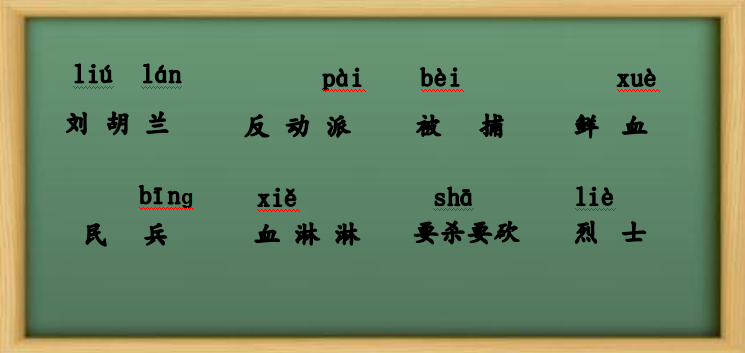 liú lán pài bèi xuè
刘胡兰 反动派 被捕 鲜血
bīng xiě shā liè
民兵 血淋淋 要杀要砍 烈士